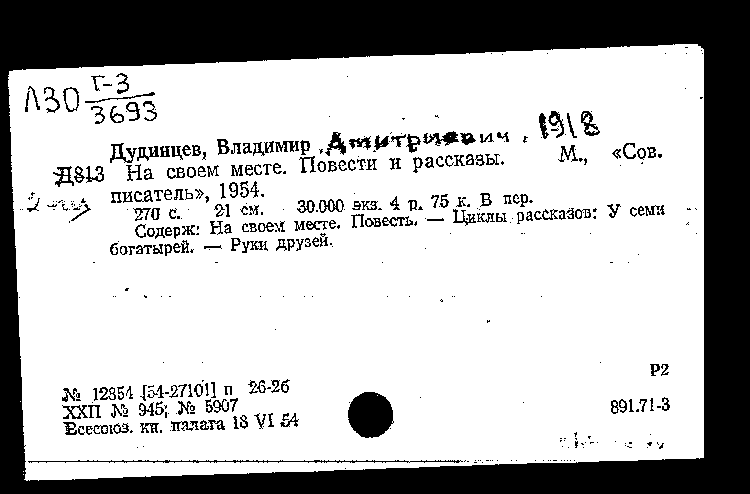 Л30 Г-3
3693
Дудинцев, Владимир Дмитриевич, 1918
Д813 На своем месте. Повести и рассказы. М., «Сов.
писатель», 1954.
270 с. 21 см. 30.000 экз. 4 р. 75 к. В пер.
Содерж: На своем месте. Повесть. — Циклы рассказов: У семи
богатырей. — Руки друзей.
Р2
№ 12354 [54-27101] п 26-26
ХХП № 945; № 5907
891.71-3
Всесоюз. кн. палата 18 VI 54